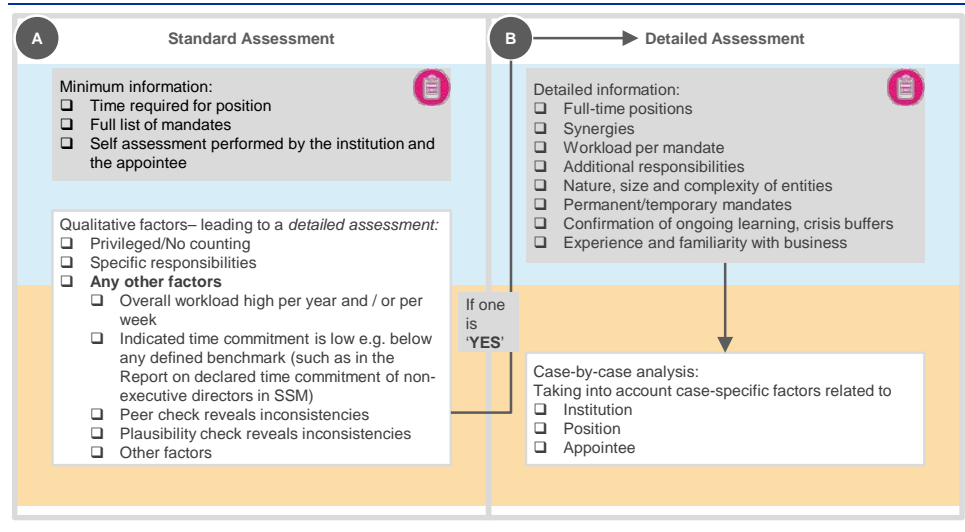 A
Standard Assessment
Minimum information:
❑ Time required for position
❑ Full list of mandates
❑ Self assessment performed by the institution and
the appointee
Qualitative factors– leading to a detailed assessment:
❑ Privileged/No counting
❑ Specific responsibilities
❑ Any other factors
❑ Overall workload high per year and / or per
week
❑ Indicated time commitment is low e.g. below
any defined benchmark (such as in the
Report on declared time commitment of non-
executive directors in SSM)
❑ Peer check reveals inconsistencies
❑ Plausibility check reveals inconsistencies
❑ Other factors
If one
is
‘YES’
B
Detailed Assessment
Detailed information:
❑ Full-time positions
❑ Synergies
❑ Workload per mandate
❑ Additional responsibilities
❑ Nature, size and complexity of entities
❑ Permanent/temporary mandates
❑ Confirmation of ongoing learning, crisis buffers
❑ Experience and familiarity with business
Case-by-case analysis:
Taking into account case-specific factors related to
❑ Institution
❑ Position
❑ Appointee